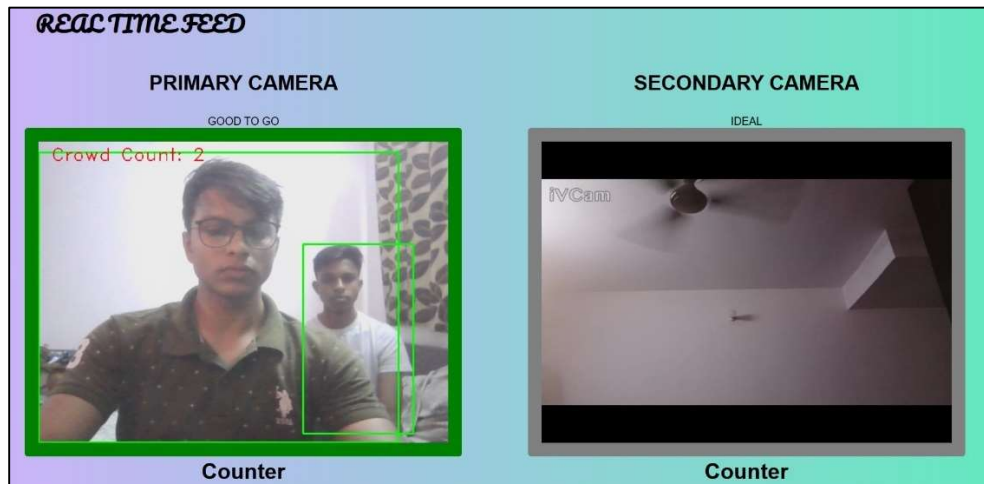 REAL TIME FEED
PRIMARY CAMERA
GOOD TO GO
Crowd Count: 2
Counter
SECONDARY CAMERA
IDEAL
iVCam
Counter